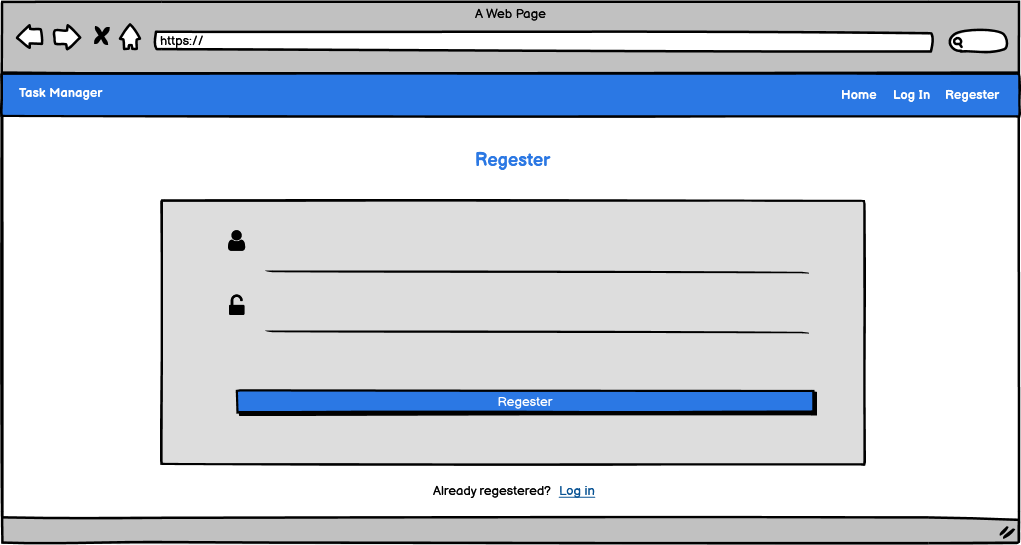 A Web Page
https://
Task Manager
Home Log In Regester
Regester
Regester
Already regestered? Log in